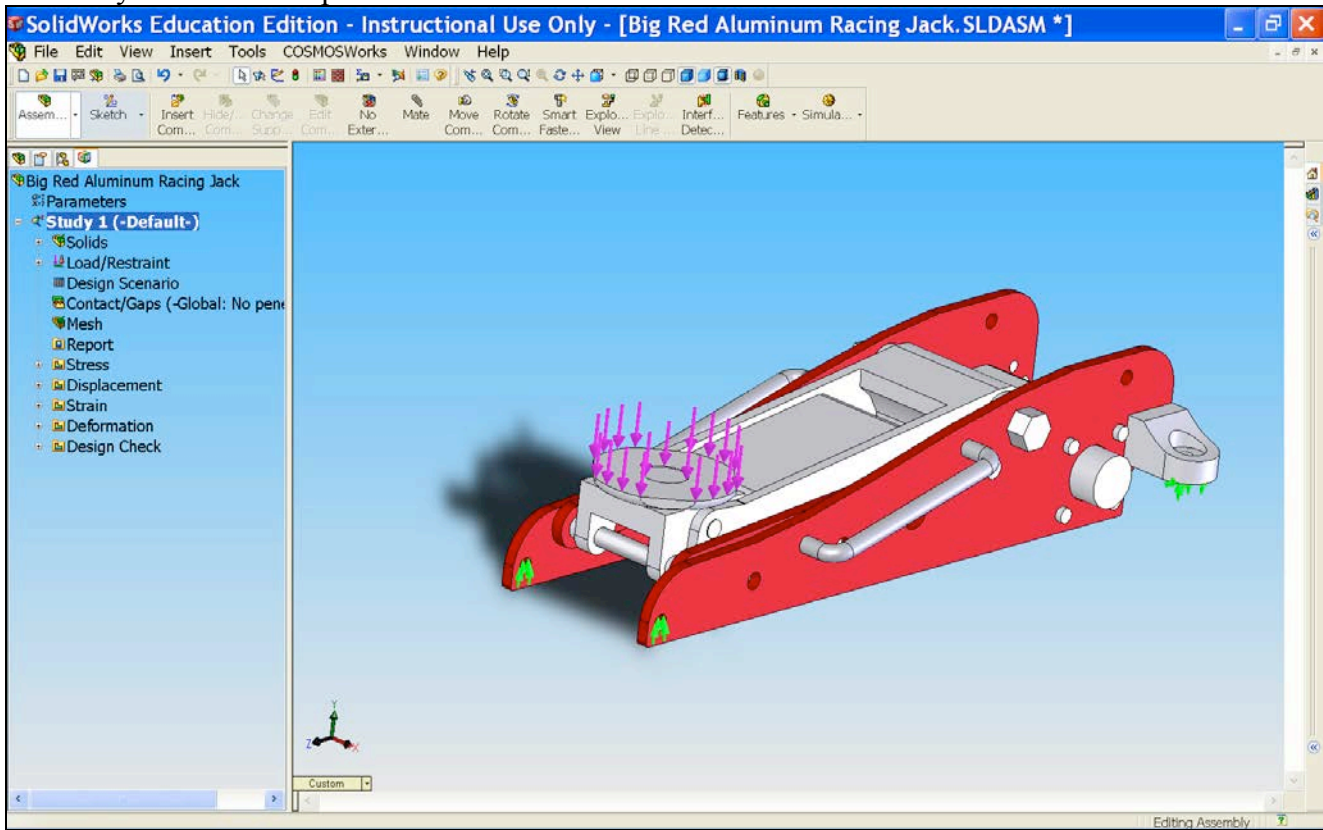 SolidWorks Education Edition - Instructional Use Only - [Big Red Aluminum Racing Jack.SLDASM *]
File Edit View Insert Tools COSMOSWorks Window Help
Assem... Sketch Insert Com... Hide/... Com... Change Supp... Edit Com... No Exter... Mate Move Com... Rotate Com... Smart Faste... Explo... View Explo... Line ... Interf... Detec... Features Simula...
Big Red Aluminum Racing Jack
Parameters
Study 1 (-Default-)
Solids
Load/Restraint
Design Scenario
Contact/Gaps (-Global: No pene
Mesh
Report
Stress
Displacement
Strain
Deformation
Design Check
Y
Z X
Custom
Editing Assembly